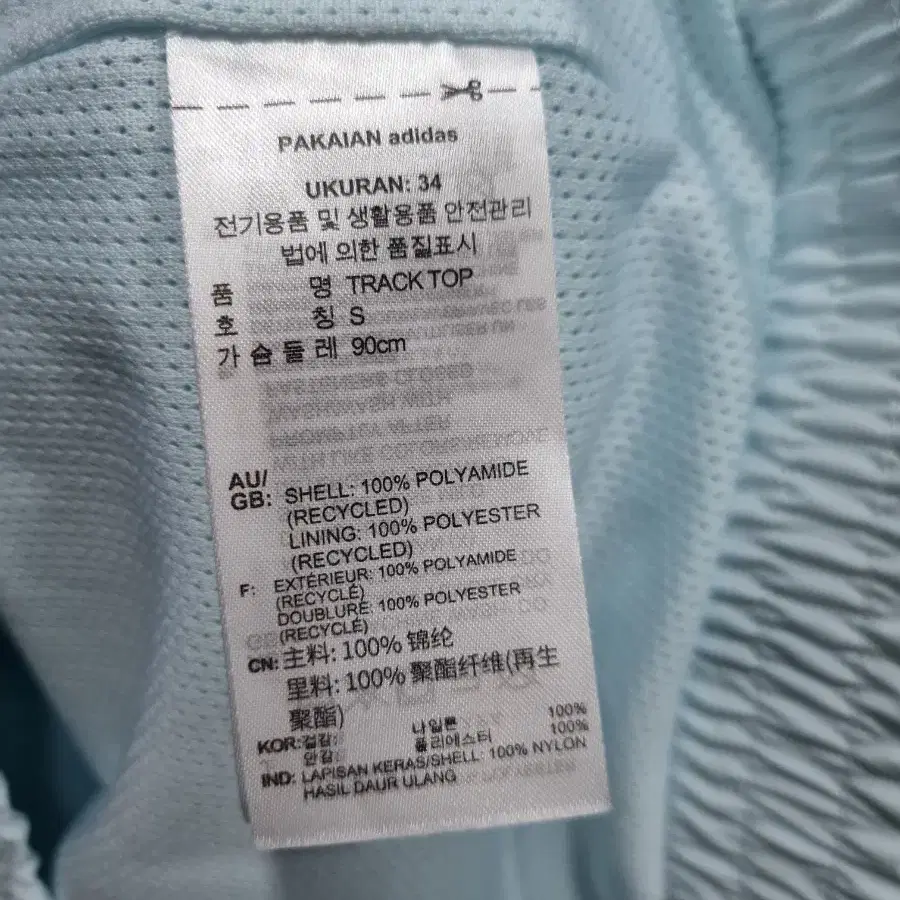 PAKAIAN adidas
UKURAN: 34
전기용품 및 생활용품 안전관리
법에 의한 품질표시
품 명 TRACK TOP
호 칭 S
가 슴 둘 레 90cm
AU/
GB: SHELL: 100% POLYAMIDE
(RECYCLED)
LINING: 100% POLYESTER
(RECYCLED)
F: EXTÉRIEUR: 100% POLYAMIDE
(RECYCLÉ)
DOUBLURE: 100% POLYESTER
(RECYCLÉ)
CN: 主料: 100% 锦纶
里料: 100% 聚酯纤维(再生
聚酯)
KOR: 겉감: 나일론 100%
안감: 폴리에스터 100%
IND: LAPISAN KERAS/SHELL: 100% NYLON
HASIL DAUR ULANG